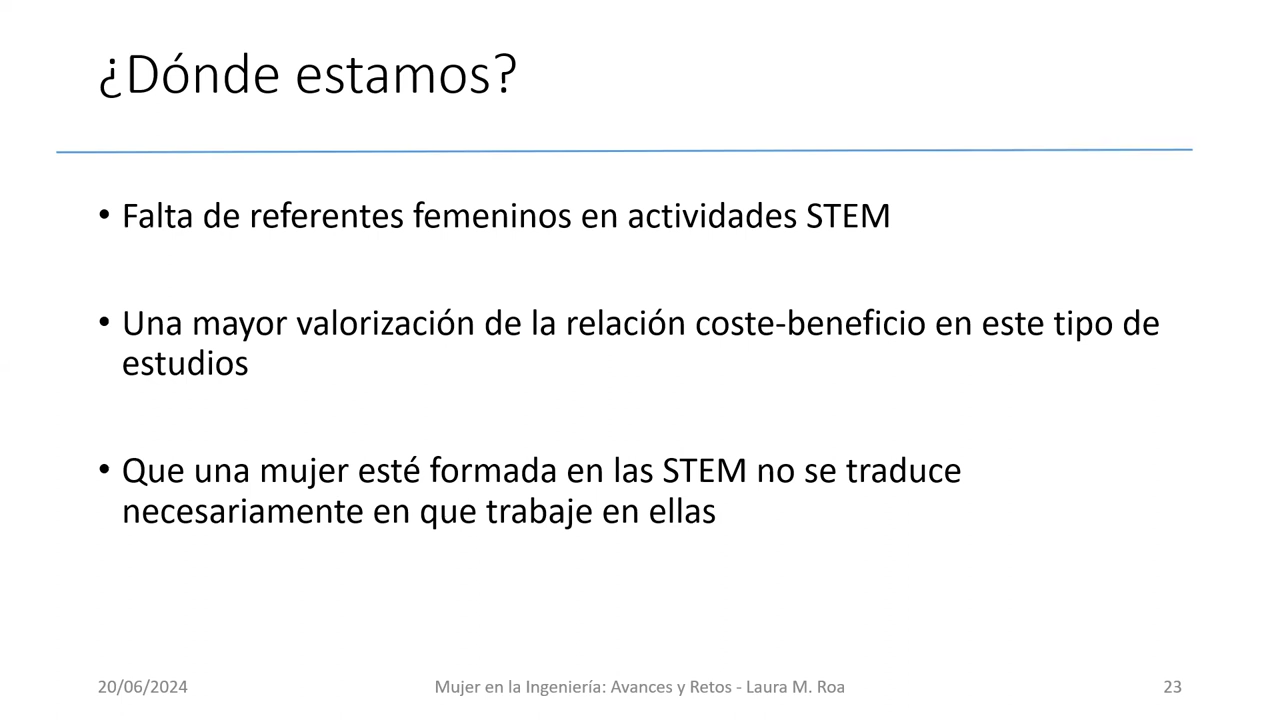 ¿Dónde estamos?
• Falta de referentes femeninos en actividades STEM
• Una mayor valorización de la relación coste-beneficio en este tipo de
estudios
• Que una mujer esté formada en las STEM no se traduce
necesariamente en que trabaje en ellas
20/06/2024 Mujer en la Ingeniería: Avances y Retos - Laura M. Roa 23